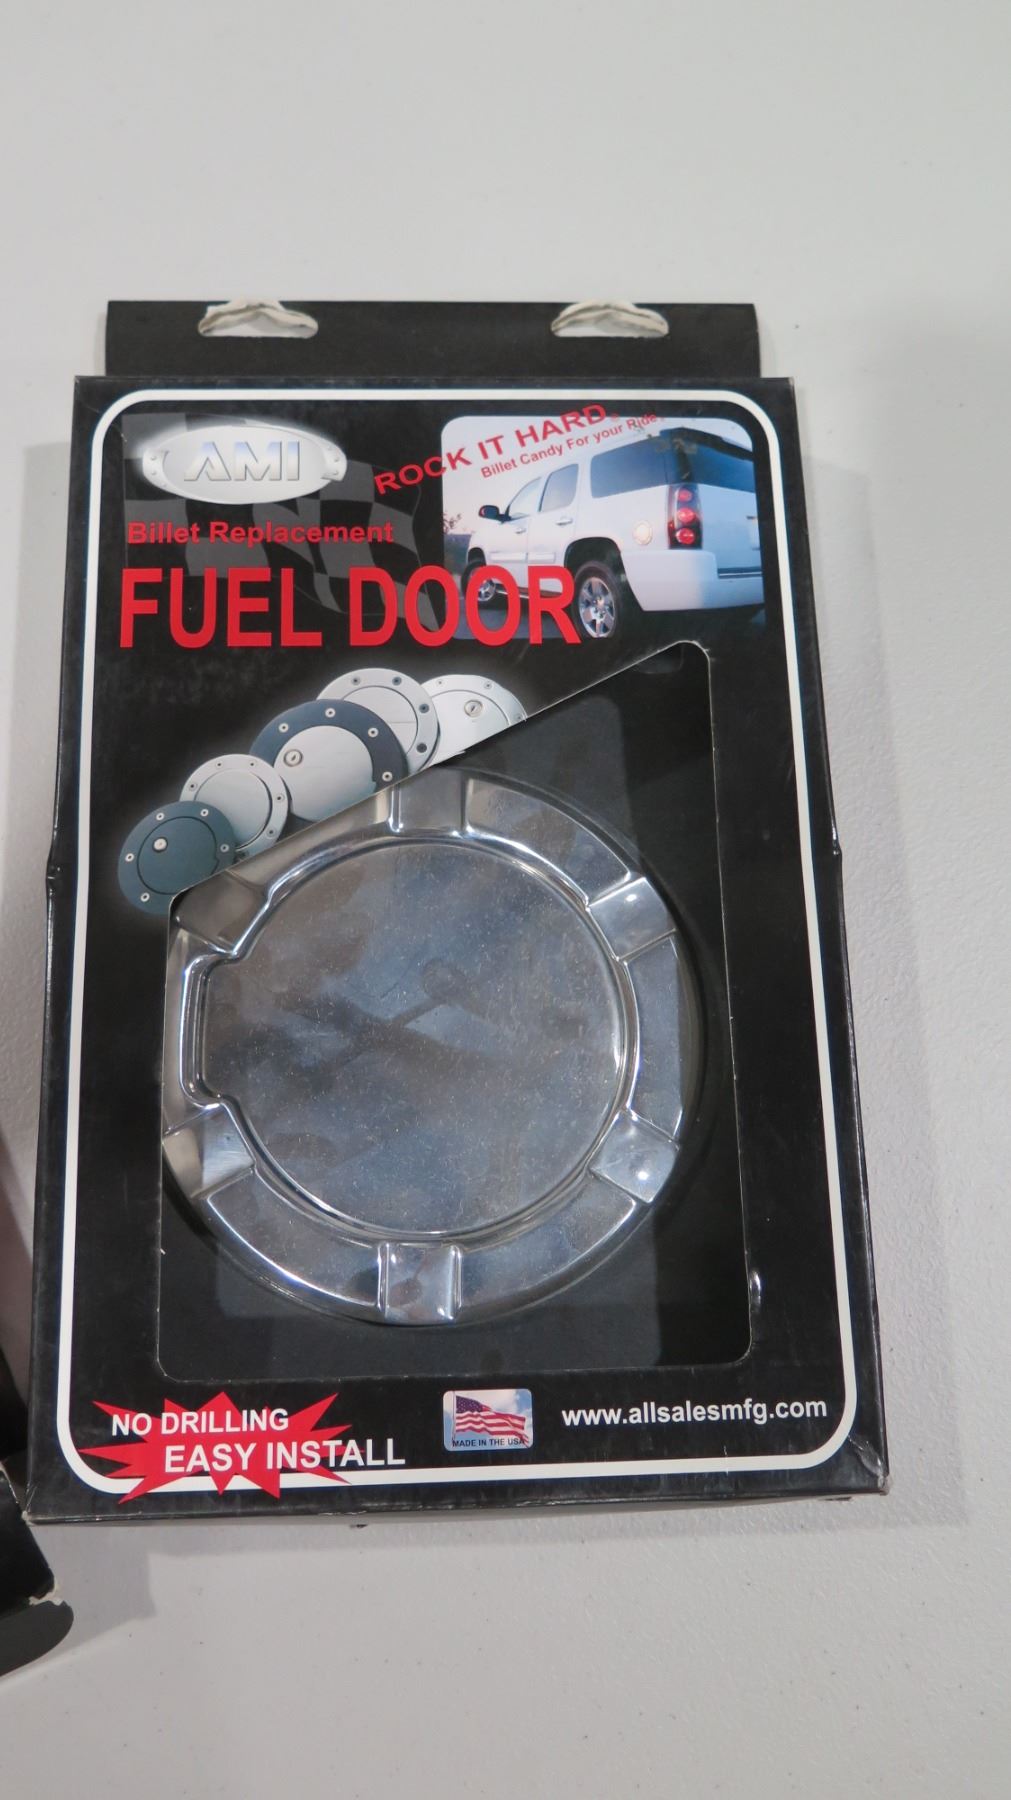 AMI
ROCK IT HARD®
Billet Candy For your Ride
Billet Replacement
FUEL DOOR
NO DRILLING
EASY INSTALL
MADE IN THE USA
www.allsalesmfg.com